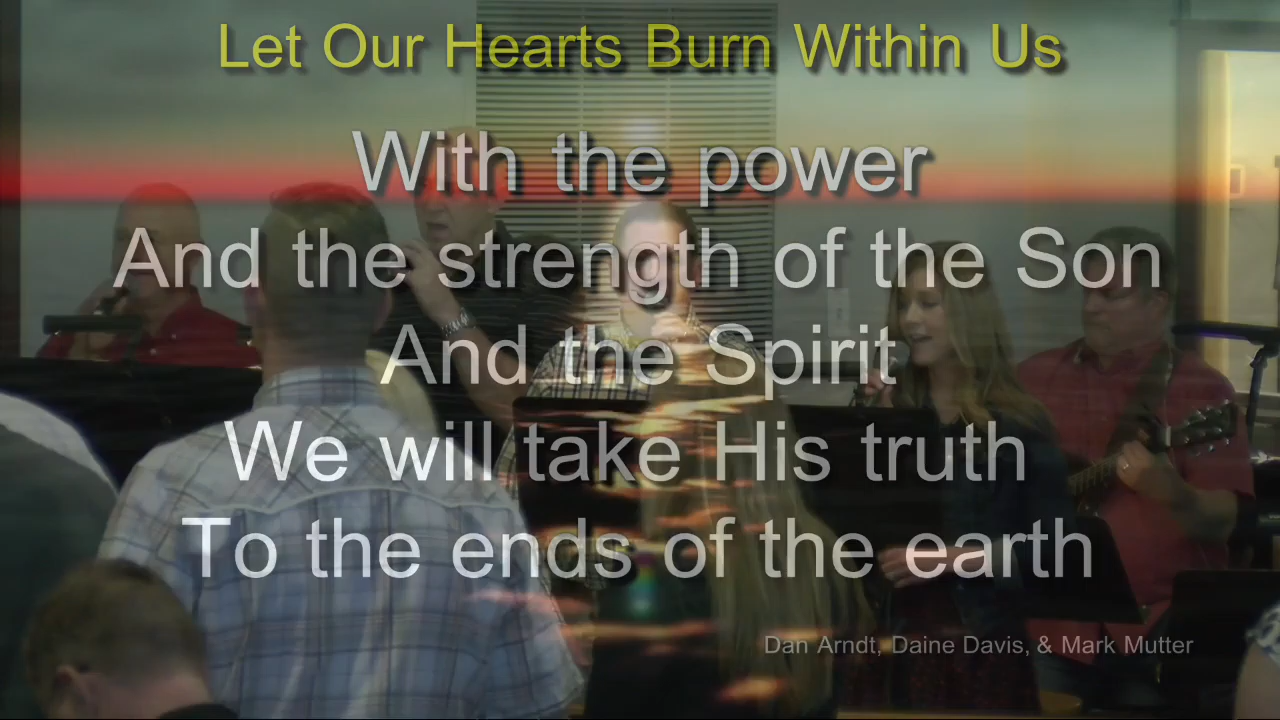 Let Our Hearts Burn Within Us
With the power
And the strength of the Son
And the Spirit
We will take His truth
To the ends of the earth
Dan Arndt, Daine Davis, & Mark Mutter